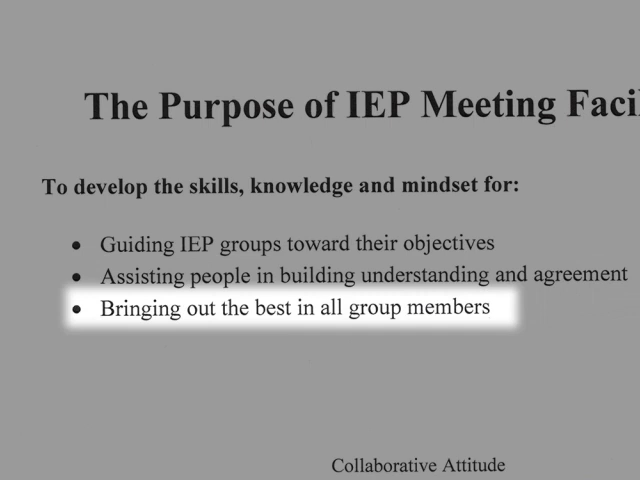 The Purpose of IEP Meeting
To develop the skills, knowledge and mindset for:
• Guiding IEP groups toward their objectives
• Assisting people in building understanding and agreement
• Bringing out the best in all group members
Collaborative Attitude